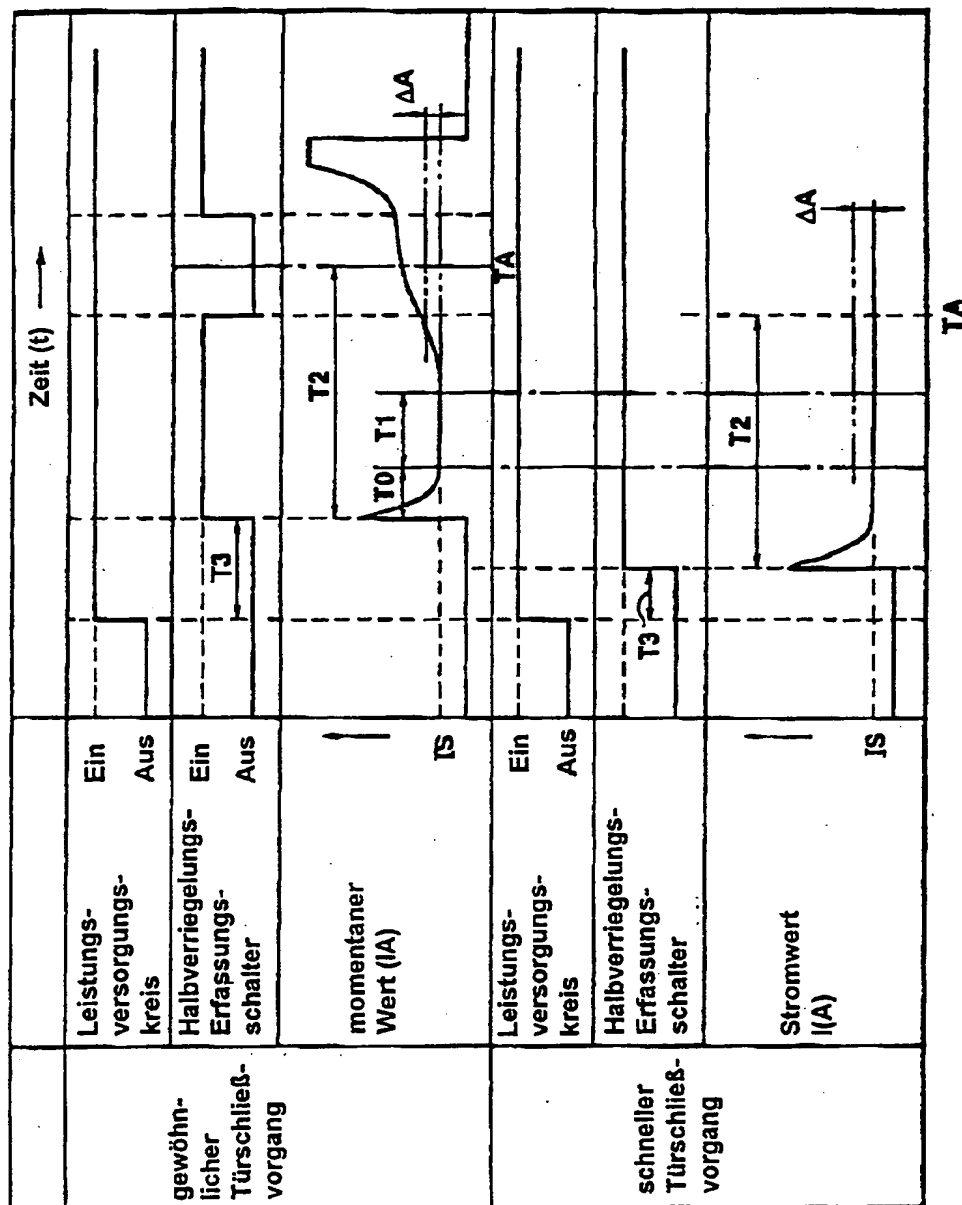 Zeit (t)
gewöhn-
licher
Türschließ-
vorgang
Leistungs-
versorgungs-
kreis
Ein
Aus
Halbverriegelungs-
Erfassungs-
schalter
Ein
Aus
T3
momentaner
Wert (IA)
IS
T0
T1
T2
ΔA
TA
schneller
Türschließ-
vorgang
Leistungs-
versorgungs-
kreis
Ein
Aus
Halbverriegelungs-
Erfassungs-
schalter
T3
Stromwert
I(A)
IS
T2
ΔA
TA